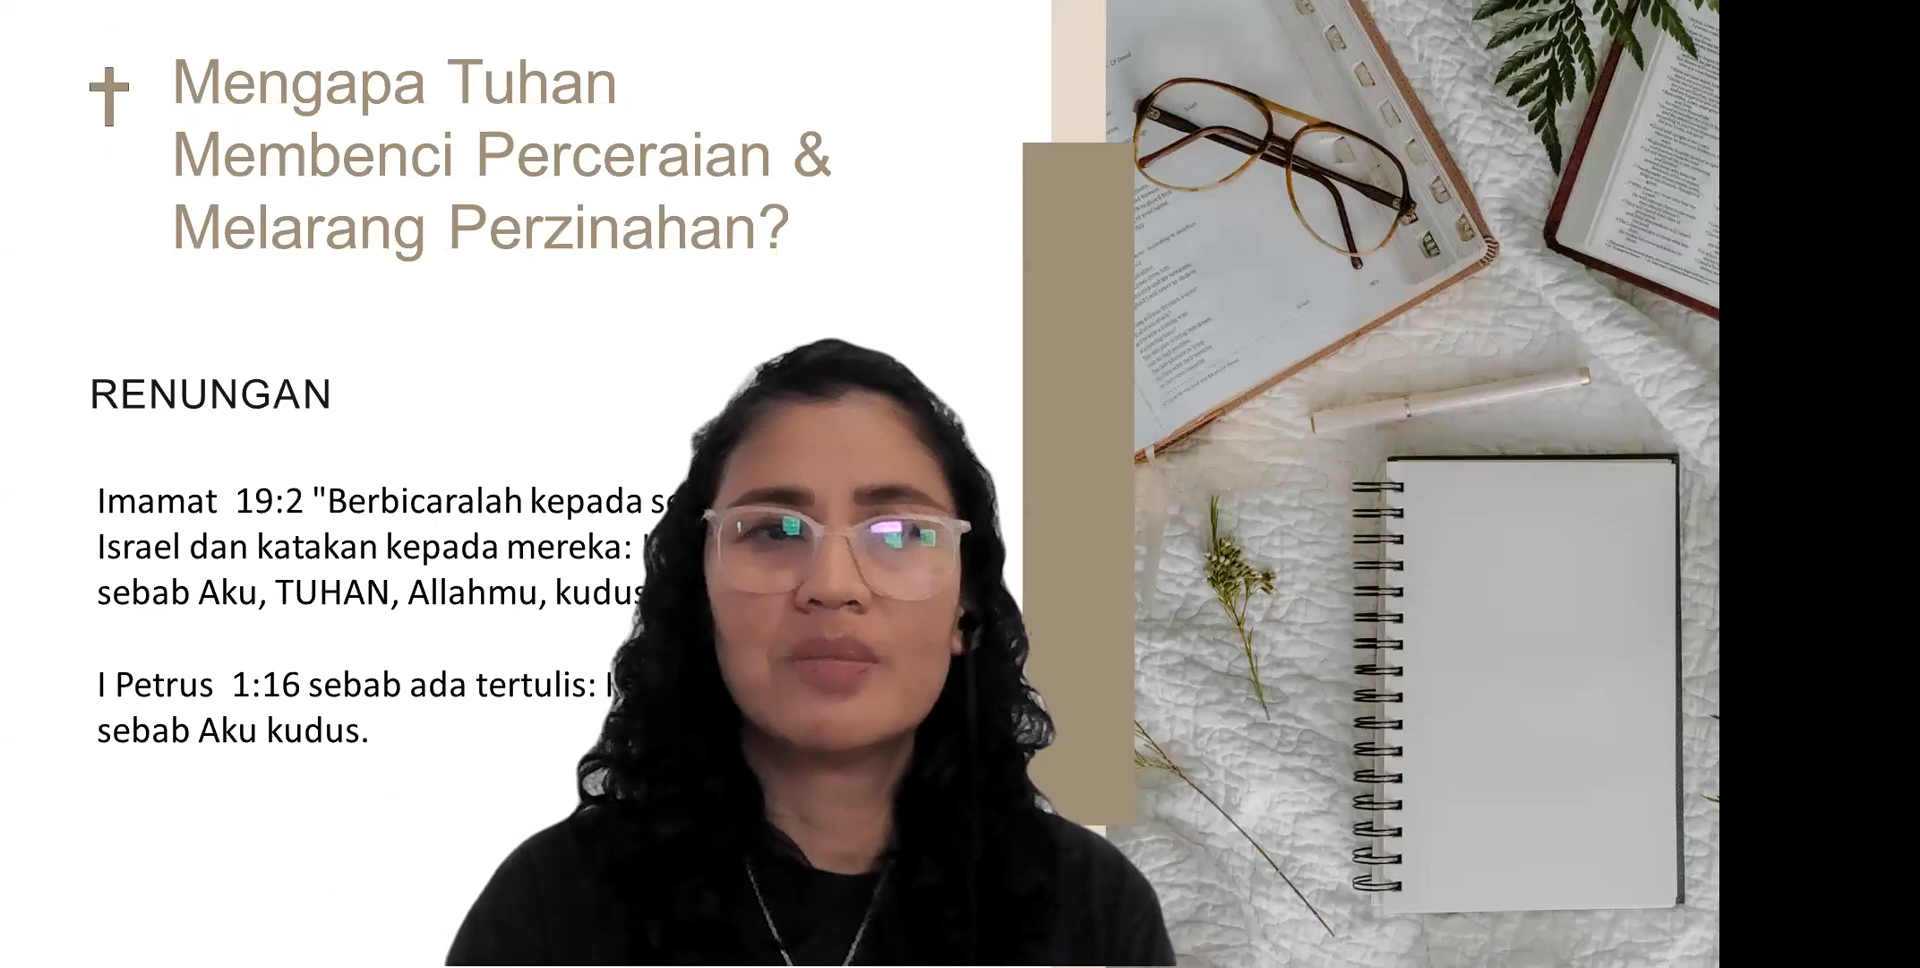 Mengapa Tuhan
Membenci Perceraian &
Melarang Perzinahan?
RENUNGAN
Imamat 19:2 "Berbicaralah kepada
Israel dan katakan kepada mereka:
sebab Aku, TUHAN, Allahmu, kudus
I Petrus 1:16 sebab ada tertulis:
sebab Aku kudus.